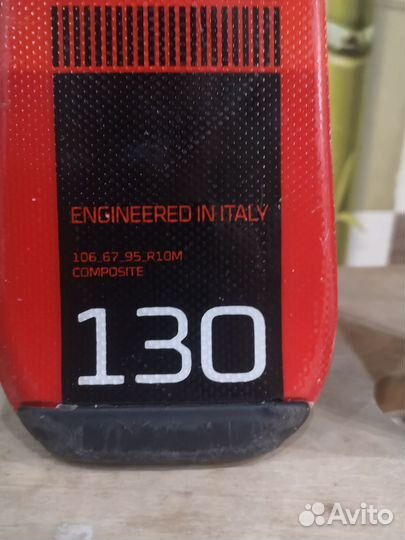 ENGINEERED IN ITALY
106_67_95_R10M
COMPOSITE
130
Avito